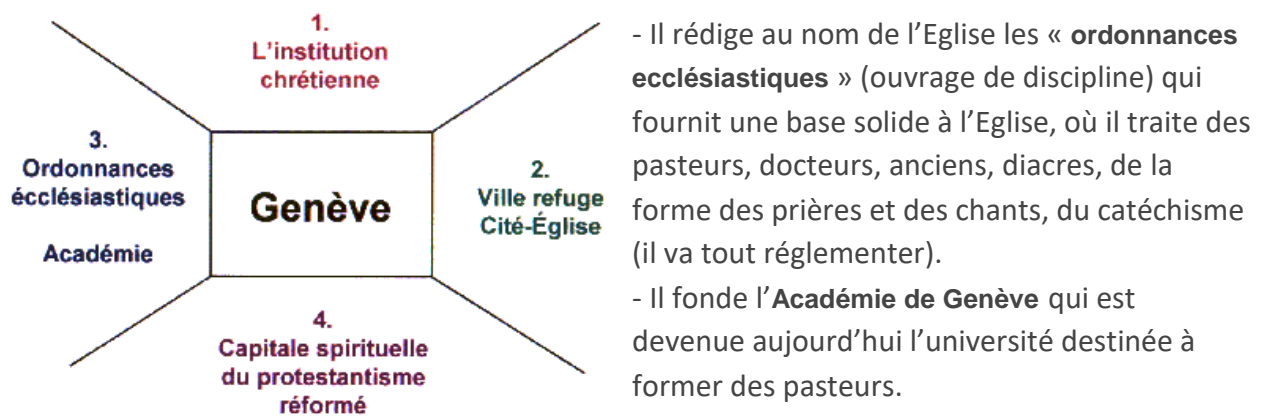 1.
L'institution
chrétienne
3.
Ordonnances
écclésiastiques
Académie
Genève
2.
Ville refuge
Cité-Église
4.
Capitale spirituelle
du protestantisme
réformé
- Il rédige au nom de l’Eglise les « ordonnances
ecclésiastiques » (ouvrage de discipline) qui
fournit une base solide à l’Eglise, où il traite des
pasteurs, docteurs, anciens, diacres, de la
forme des prières et des chants, du catéchisme
(il va tout réglementer).
- Il fonde l’Académie de Genève qui est
devenue aujourd’hui l’université destinée à
former des pasteurs.